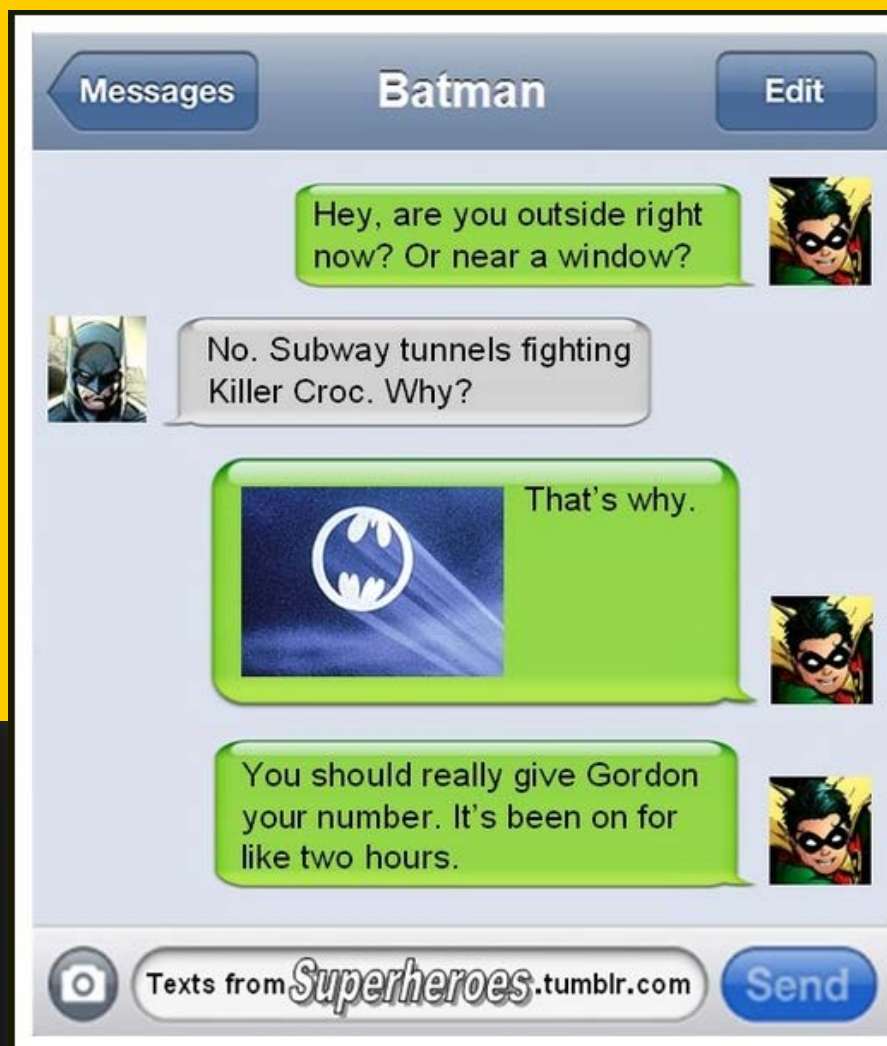 Messages Batman Edit
Hey, are you outside right
now? Or near a window?
No. Subway tunnels fighting
Killer Croc. Why?
That's why.
You should really give Gordon
your number. It's been on for
like two hours.
Texts from Superheroes.tumblr.com Send